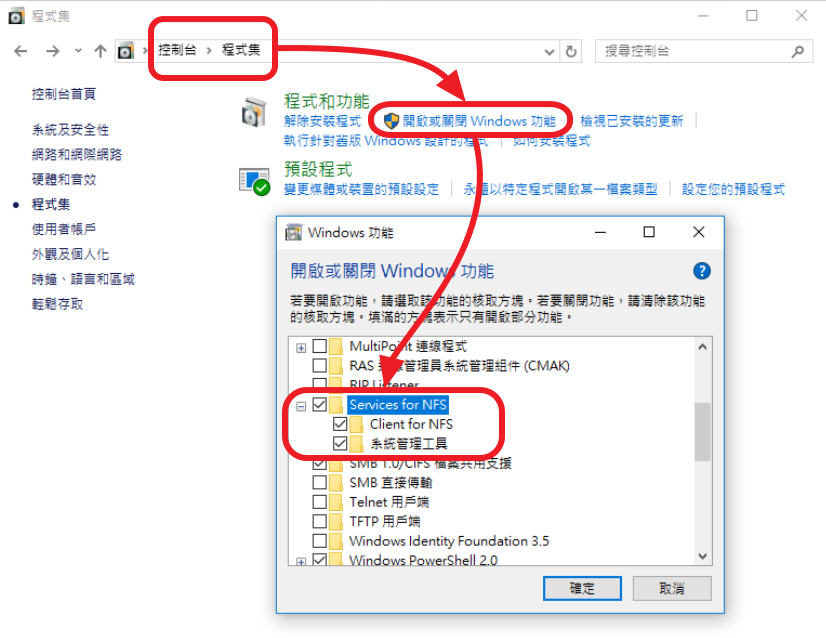 程式集
控制台 › 程式集
搜尋控制台
控制台首頁
系統及安全性
網路和網際網路
硬體和音效
程式集
使用者帳戶
外觀及個人化
時鐘、語言和區域
輕鬆存取
程式和功能
解除安裝程式 開啟或關閉 Windows 功能 檢視已安裝的更新
執行針對舊版 Windows 設計的程式 如何安裝程式
預設程式
變更媒體或裝置的預設設定 永遠以特定程式開啟某一檔案類型 設定您的預設程式
Windows 功能
開啟或關閉 Windows 功能
若要開啟功能，請選取該功能的核取方塊。若要關閉功能，請清除該功能
的核取方塊。填滿的方塊表示只有開啟部分功能。
MultiPoint 連線程式
RAS 連線管理員系統管理組件 (CMAK)
RIP Listener
Services for NFS
Client for NFS
系統管理工具
SMB 1.0/CIFS 檔案共用支援
SMB 直接傳輸
Telnet 用戶端
TFTP 用戶端
Windows Identity Foundation 3.5
Windows PowerShell 2.0
確定 取消